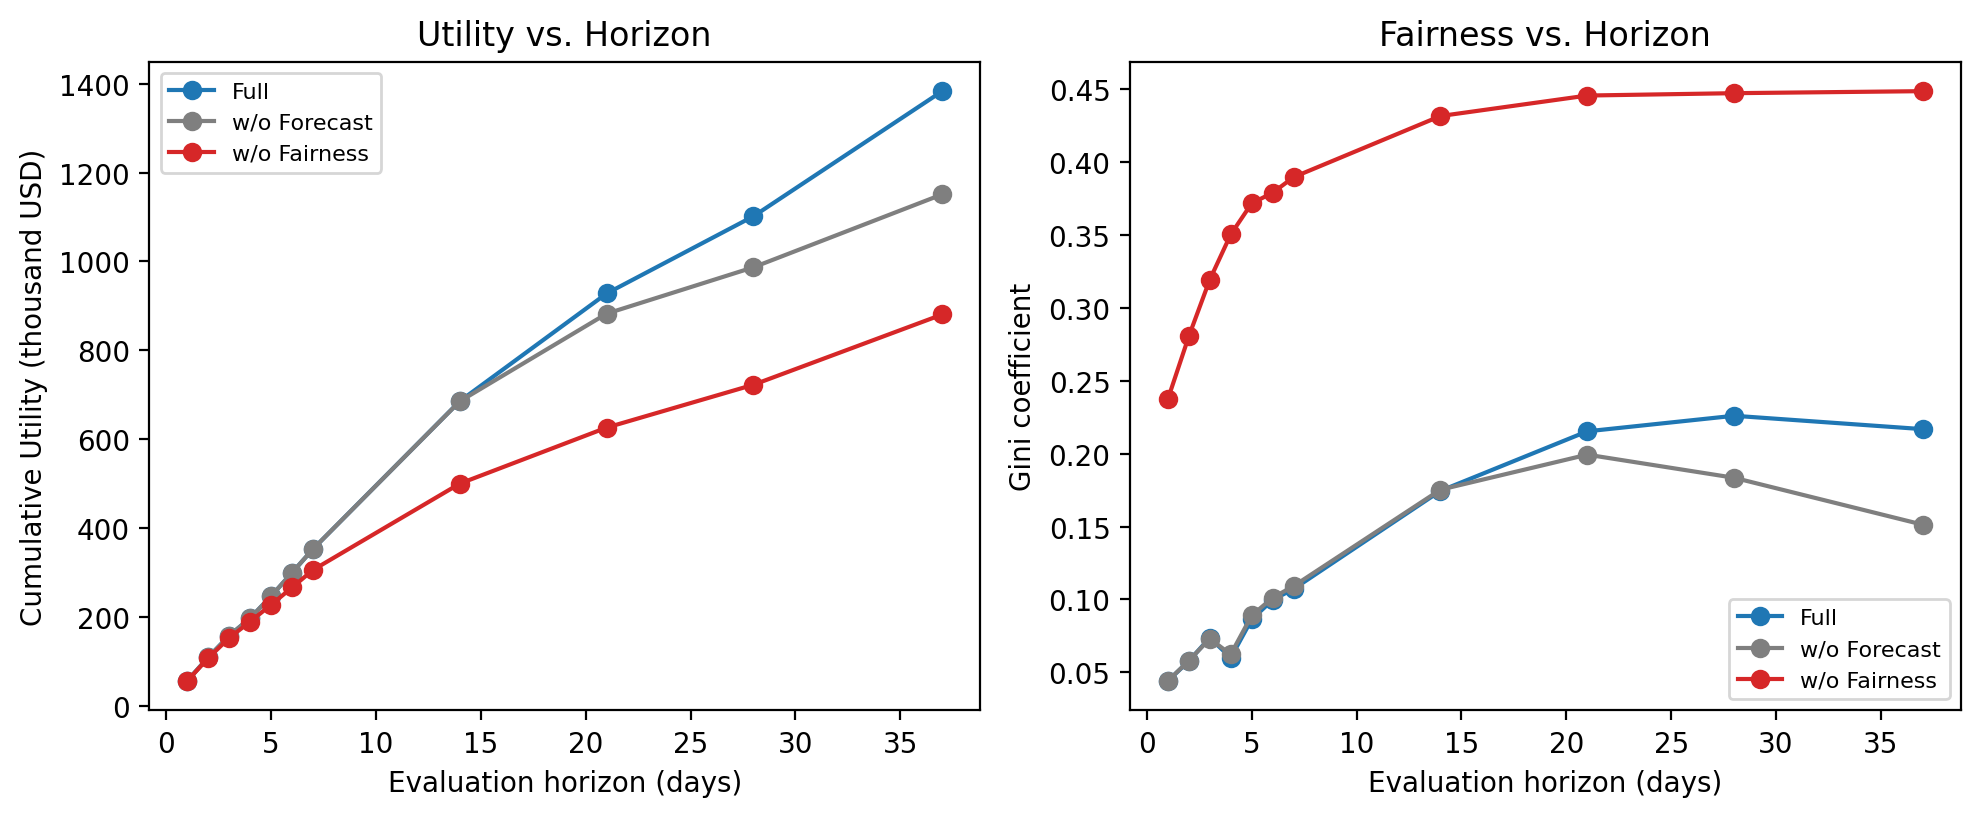 Utility vs. Horizon
Full
w/o Forecast
w/o Fairness
1400
1200
1000
800
600
400
200
0
Cumulative Utility (thousand USD)
0 5 10 15 20 25 30 35
Evaluation horizon (days)
Fairness vs. Horizon
0.45
0.40
0.35
0.30
0.25
0.20
0.15
0.10
0.05
Gini coefficient
Full
w/o Forecast
w/o Fairness
0 5 10 15 20 25 30 35
Evaluation horizon (days)